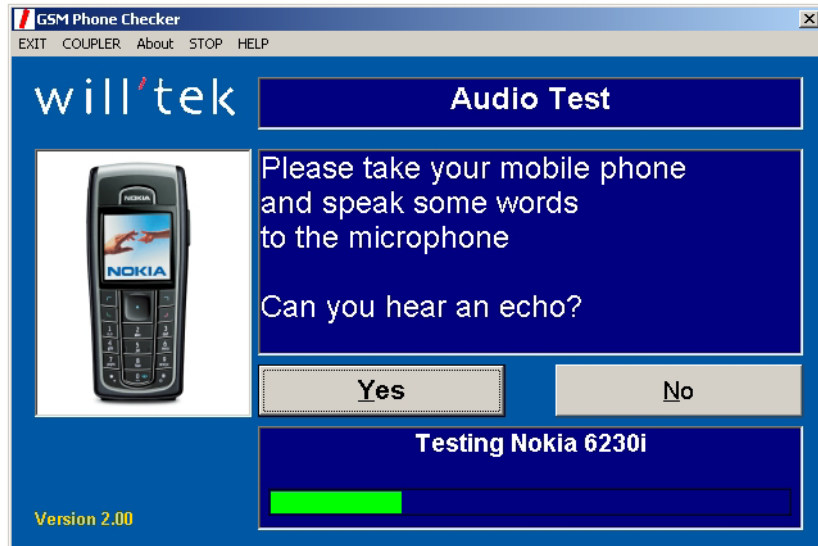 GSM Phone Checker
EXIT COUPLER About STOP HELP
will'tek
Audio Test
NOKIA
NOKIA
Please take your mobile phone
and speak some words
to the microphone
Can you hear an echo?
Yes
No
Testing Nokia 6230i
Version 2.00